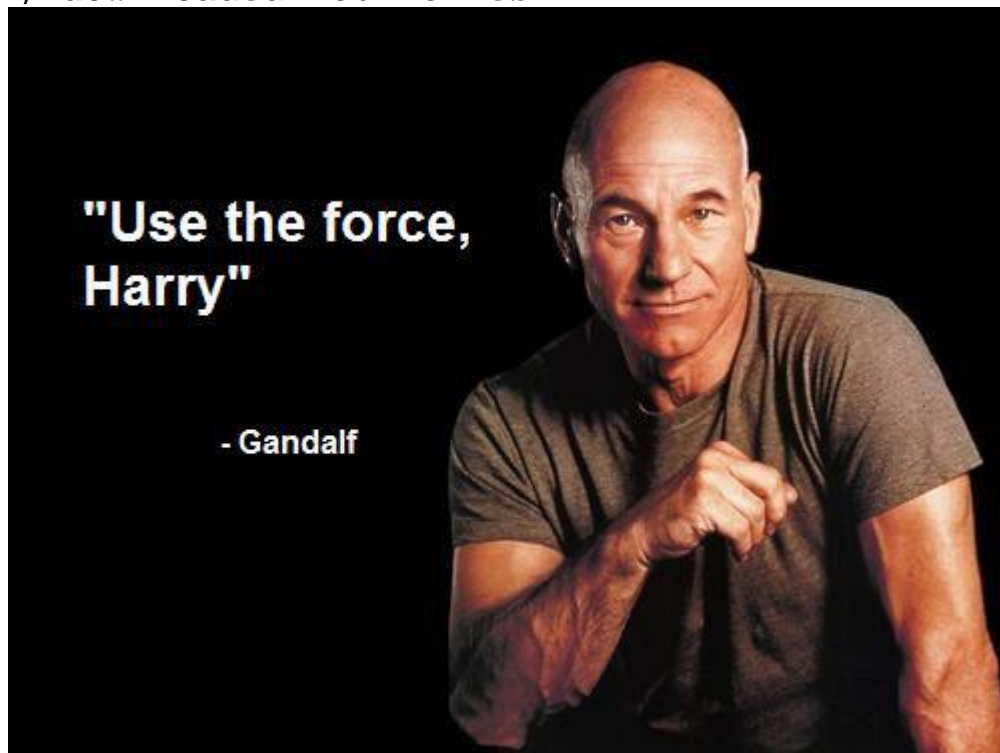 "Use the force,
Harry"
- Gandalf